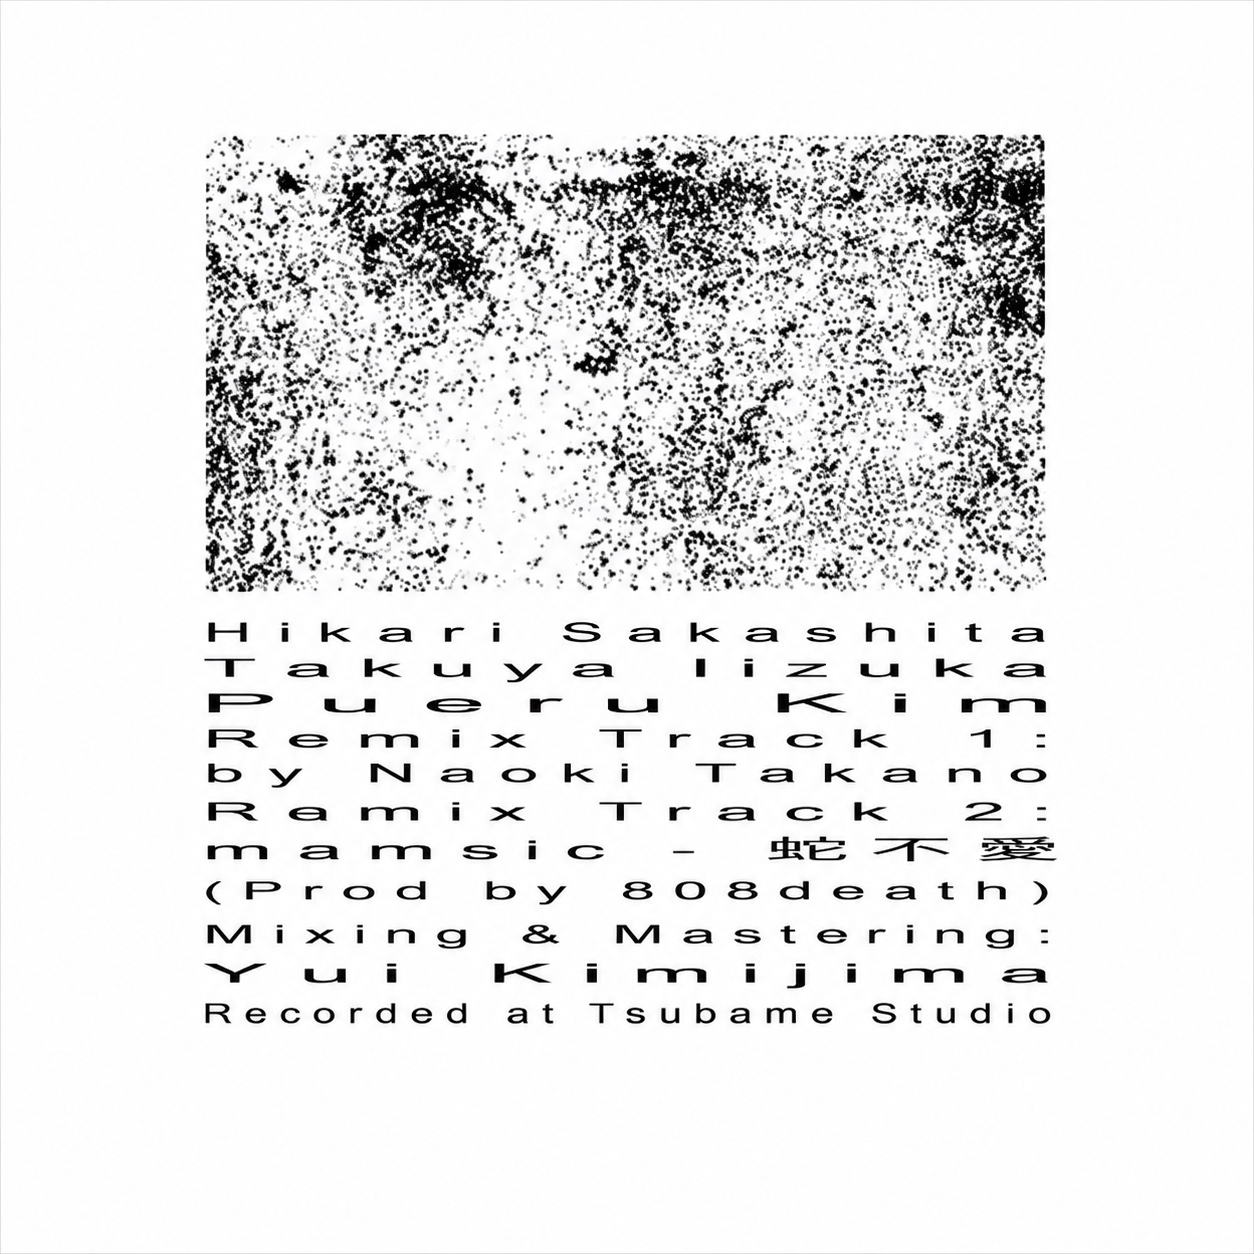 Hikari Sakashita
Takuya Iizuka
Pueru Kim
Remix Track 1:
by Naoki Takano
Remix Track 2:
mamsic - 蛇不愛
(Prod by 808death)
Mixing & Mastering:
Yui Kimijima
Recorded at Tsubame Studio